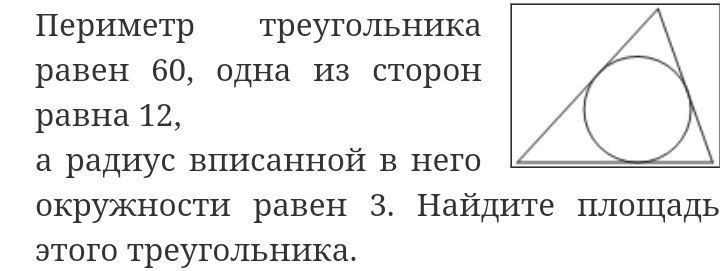 Периметр треугольника
равен 60, одна из сторон
равна 12,
а радиус вписанной в него
окружности равен 3. Найдите площадь
этого треугольника.